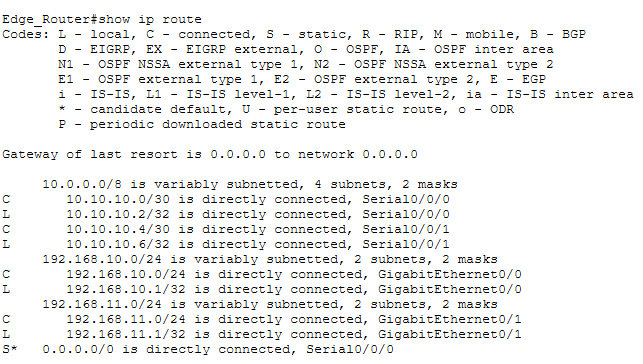 Edge_Router#show ip route
Codes: L - local, C - connected, S - static, R - RIP, M - mobile, B - BGP
       D - EIGRP, EX - EIGRP external, O - OSPF, IA - OSPF inter area
       N1 - OSPF NSSA external type 1, N2 - OSPF NSSA external type 2
       E1 - OSPF external type 1, E2 - OSPF external type 2, E - EGP
       i - IS-IS, L1 - IS-IS level-1, L2 - IS-IS level-2, ia - IS-IS inter area
       * - candidate default, U - per-user static route, o - ODR
       P - periodic downloaded static route
Gateway of last resort is 0.0.0.0 to network 0.0.0.0
     10.0.0.0/8 is variably subnetted, 4 subnets, 2 masks
C       10.10.10.0/30 is directly connected, Serial0/0/0
L       10.10.10.2/32 is directly connected, Serial0/0/0
C       10.10.10.4/30 is directly connected, Serial0/0/1
L       10.10.10.6/32 is directly connected, Serial0/0/1
     192.168.10.0/24 is variably subnetted, 2 subnets, 2 masks
C       192.168.10.0/24 is directly connected, GigabitEthernet0/0
L       192.168.10.1/32 is directly connected, GigabitEthernet0/0
     192.168.11.0/24 is variably subnetted, 2 subnets, 2 masks
C       192.168.11.0/24 is directly connected, GigabitEthernet0/1
L       192.168.11.1/32 is directly connected, GigabitEthernet0/1
S*   0.0.0.0/0 is directly connected, Serial0/0/0